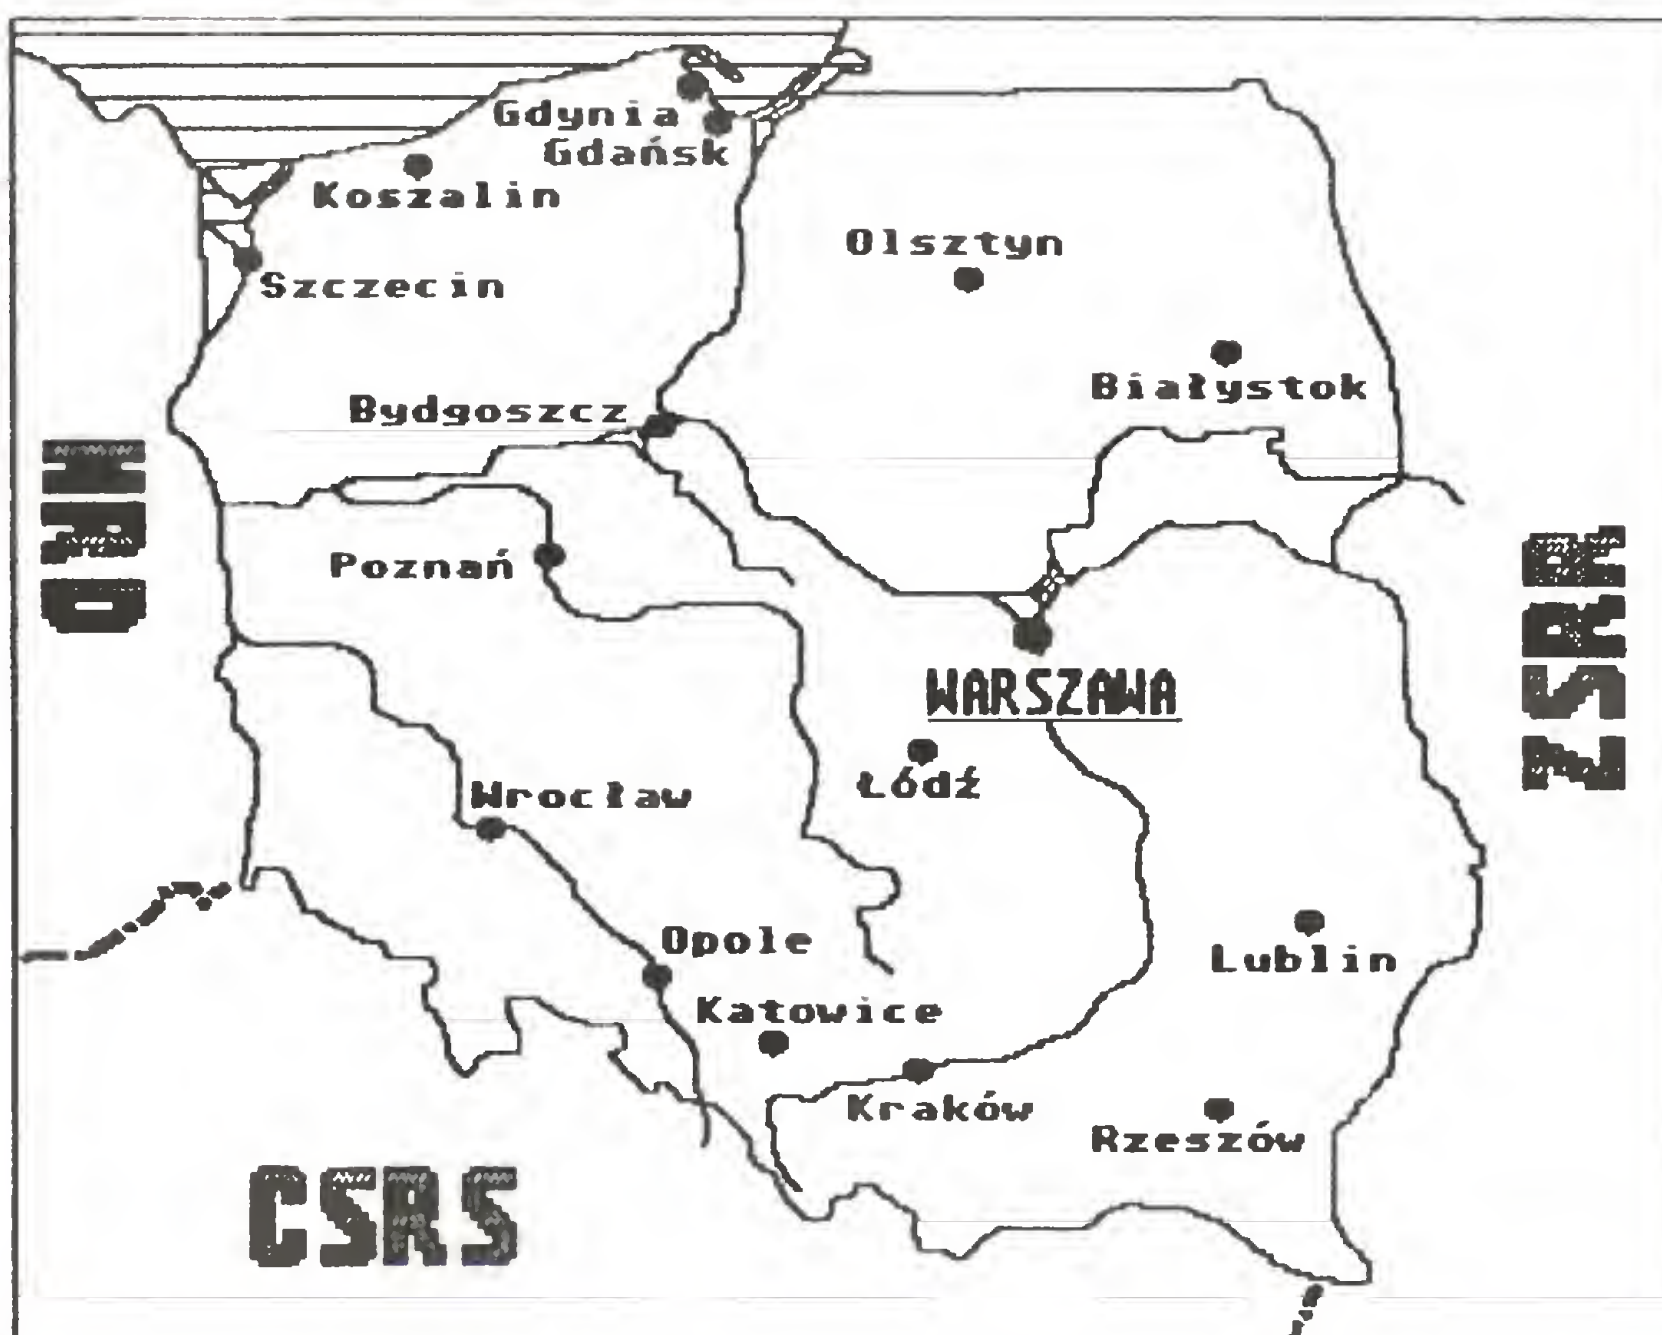 Gdynia
Gdańsk
Koszalin
Olsztyn
Szczecin
Białystok
Bydgoszcz
NRD
Poznań
ZSRR
WARSZAWA
Łódź
Wrocław
Opole
Lublin
Katowice
Kraków
Rzeszów
CSRS